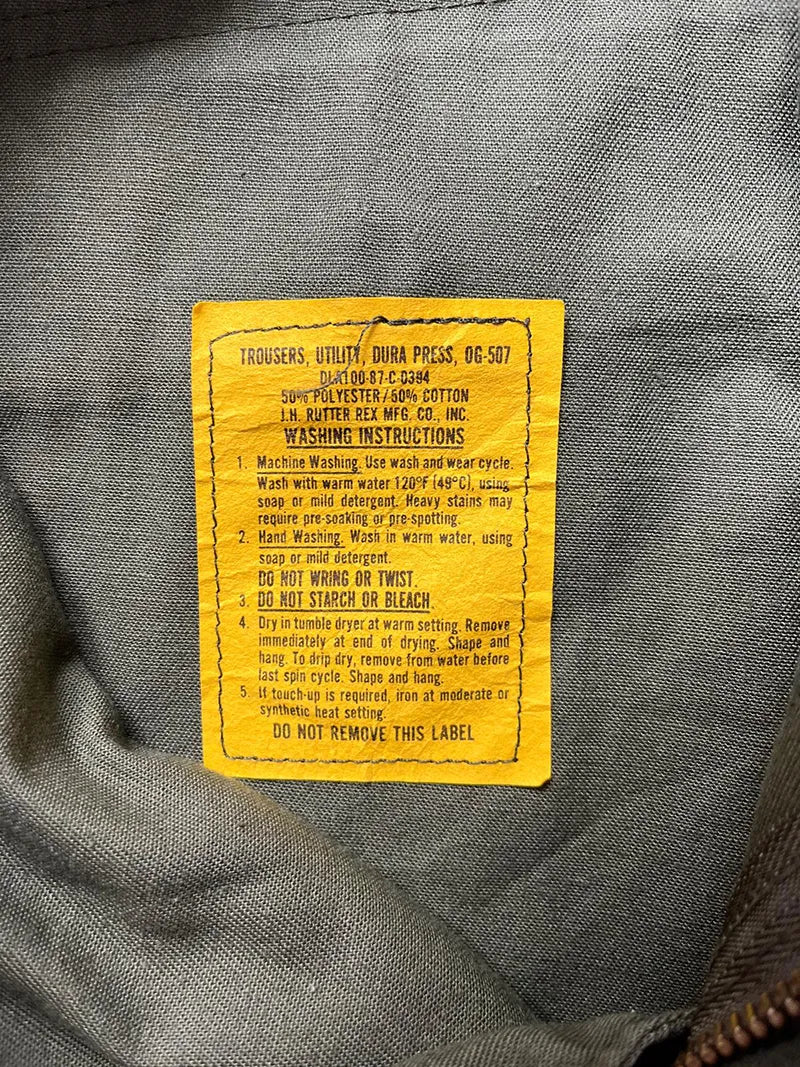 TROUSERS, UTILITY, DURA PRESS, OG-507
DLA100-87-C-0394
50% POLYESTER/50% COTTON
J.H. RUTTER REX MFG. CO., INC.
WASHING INSTRUCTIONS
1. Machine Washing. Use wash and wear cycle.
Wash with warm water 120°F (49°C), using
soap or mild detergent. Heavy stains may
require pre-soaking or pre-spotting.
2. Hand Washing. Wash in warm water, using
soap or mild detergent.
DO NOT WRING OR TWIST.
3. DO NOT STARCH OR BLEACH.
4. Dry in tumble dryer at warm setting. Remove
immediately at end of drying. Shape and
hang. To drip dry, remove from water before
last spin cycle. Shape and hang.
5. If touch-up is required, iron at moderate or
synthetic heat setting.
DO NOT REMOVE THIS LABEL